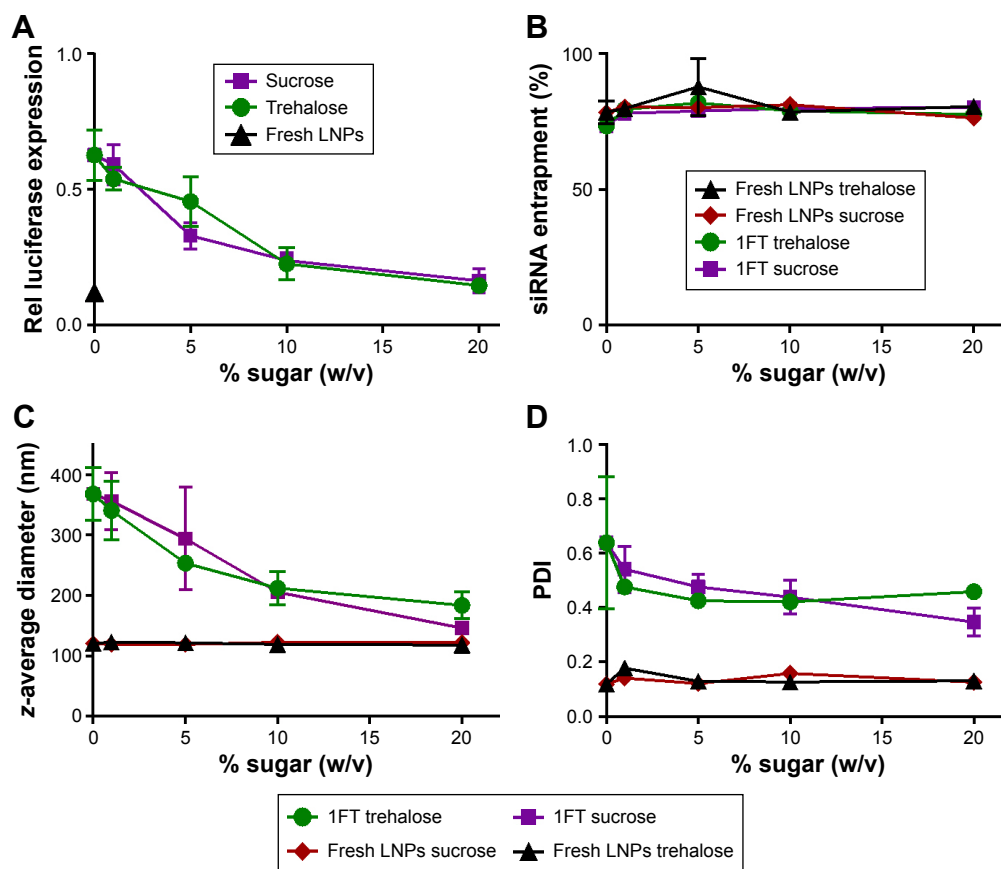 A
Rel luciferase expression
1.0
0.5
0.0
Sucrose
Trehalose
Fresh LNPs
0 5 10 15 20
% sugar (w/v)
B
siRNA entrapment (%)
100
50
0
Fresh LNPs trehalose
Fresh LNPs sucrose
1FT trehalose
1FT sucrose
0 5 10 15 20
% sugar (w/v)
C
z-average diameter (nm)
400
300
200
100
0
0 5 10 15 20
% sugar (w/v)
D
PDI
1.0
0.8
0.6
0.4
0.2
0.0
0 5 10 15 20
% sugar (w/v)
1FT trehalose 1FT sucrose
Fresh LNPs sucrose Fresh LNPs trehalose